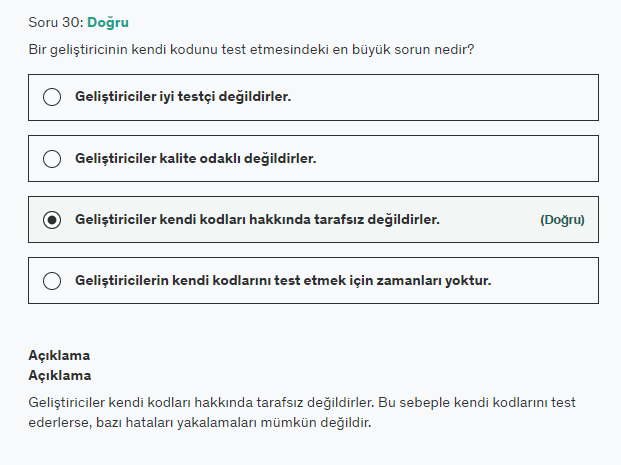 Soru 30: Doğru
Bir geliştiricinin kendi kodunu test etmesindeki en büyük sorun nedir?
Geliştiriciler iyi testçi değildirler.
Geliştiriciler kalite odaklı değildirler.
Geliştiriciler kendi kodları hakkında tarafsız değildirler. (Doğru)
Geliştiricilerin kendi kodlarını test etmek için zamanları yoktur.
Açıklama
Açıklama
Geliştiriciler kendi kodları hakkında tarafsız değildirler. Bu sebeple kendi kodlarını test
ederlerse, bazı hataları yakalamaları mümkün değildir.